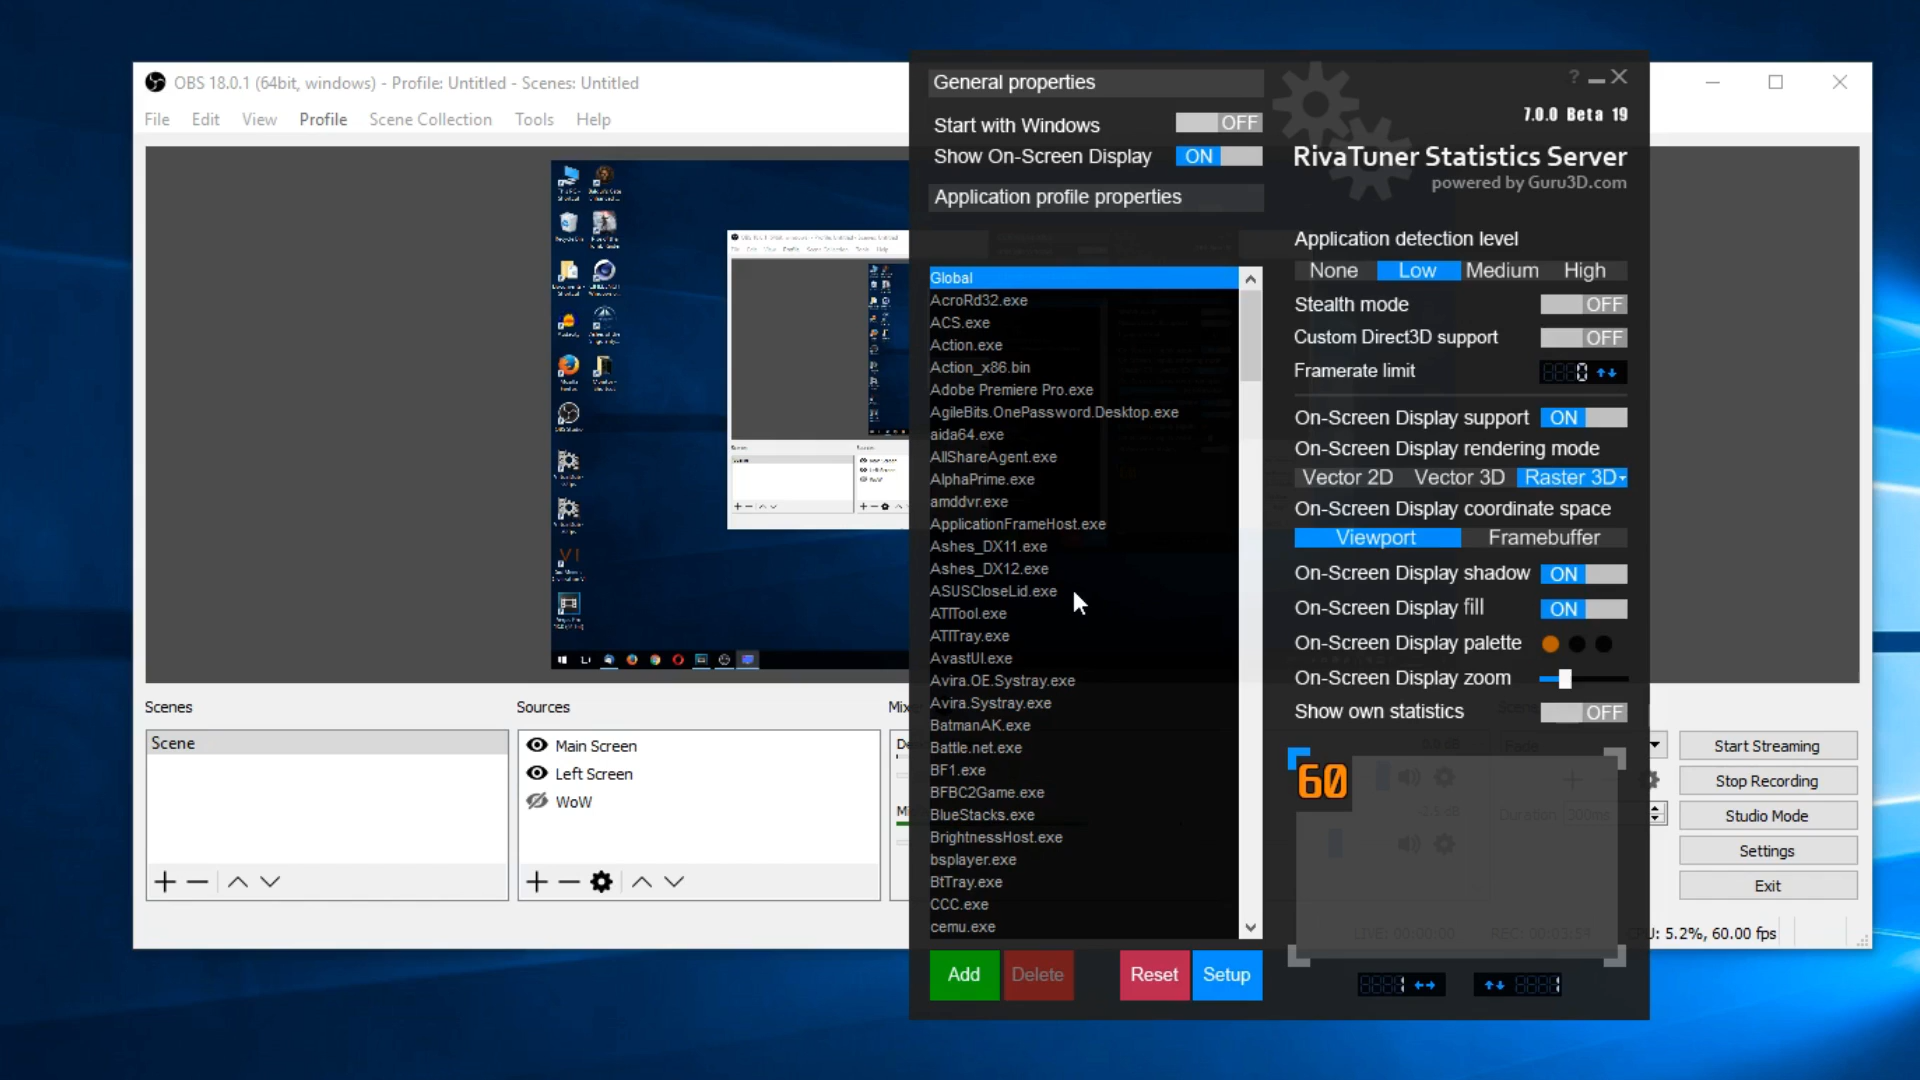 OBS 18.0.1 (64bit, windows) - Profile: Untitled - Scenes: Untitled
File Edit View Profile Scene Collection Tools Help
Scenes
Scene
Sources
Main Screen
Left Screen
WoW
General properties
Start with Windows OFF
Show On-Screen Display ON
Application profile properties
Global
AcroRd32.exe
ACS.exe
Action.exe
Action_x86.bin
Adobe Premiere Pro.exe
AgileBits.OnePassword.Desktop.exe
aida64.exe
AllShareAgent.exe
AlphaPrime.exe
amddvr.exe
ApplicationFrameHost.exe
Ashes_DX11.exe
Ashes_DX12.exe
ASUSCloseLid.exe
ATITool.exe
ATITray.exe
AvastUI.exe
Avira.OE.Systray.exe
Avira.Systray.exe
BatmanAK.exe
Battle.net.exe
BF1.exe
BFBC2Game.exe
BlueStacks.exe
BrightnessHost.exe
bsplayer.exe
BtTray.exe
CCC.exe
cemu.exe
Add Delete Reset Setup
?
7.0.0 Beta 19
RivaTuner Statistics Server
powered by Guru3D.com
Application detection level
None Low Medium High
Stealth mode OFF
Custom Direct3D support OFF
Framerate limit 0
On-Screen Display support ON
On-Screen Display rendering mode
Vector 2D Vector 3D Raster 3D
On-Screen Display coordinate space
Viewport Framebuffer
On-Screen Display shadow ON
On-Screen Display fill ON
On-Screen Display palette
On-Screen Display zoom
Show own statistics OFF
60
Fade
Duration 300ms
LIVE: 00:00:00
1 1
Start Streaming
Stop Recording
Studio Mode
Settings
Exit
5.2%, 60.00 fps